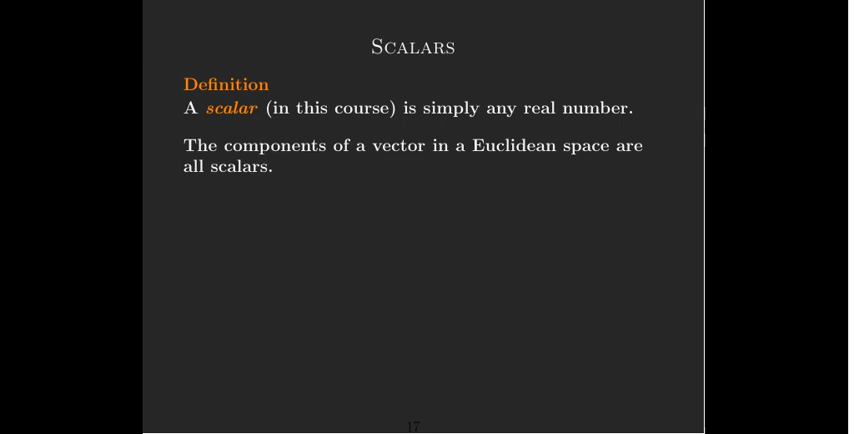 Scalars
Definition
A scalar (in this course) is simply any real number.
The components of a vector in a Euclidean space are
all scalars.
17